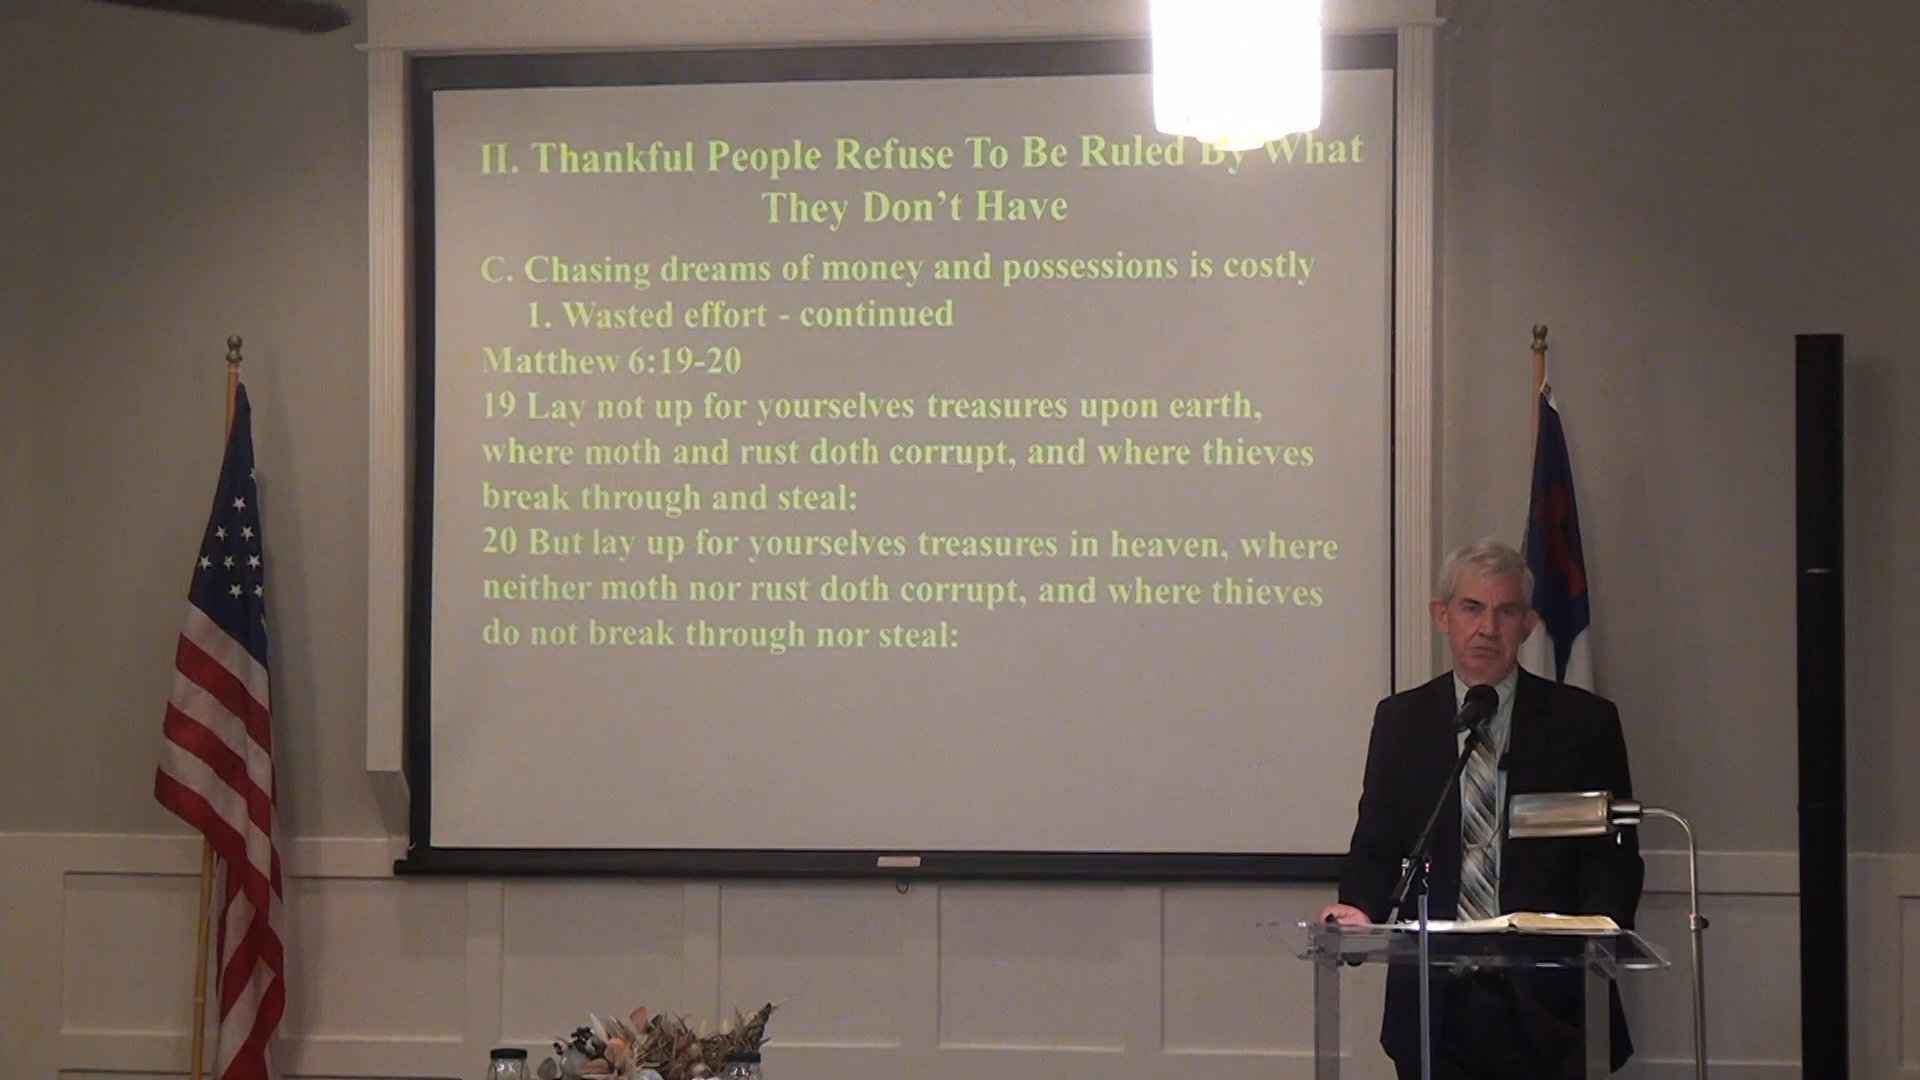 II. Thankful People Refuse To Be Ruled By What
They Don't Have
C. Chasing dreams of money and possessions is costly
1. Wasted effort - continued
Matthew 6:19-20
19 Lay not up for yourselves treasures upon earth,
where moth and rust doth corrupt, and where thieves
break through and steal:
20 But lay up for yourselves treasures in heaven, where
neither moth nor rust doth corrupt, and where thieves
do not break through nor steal: